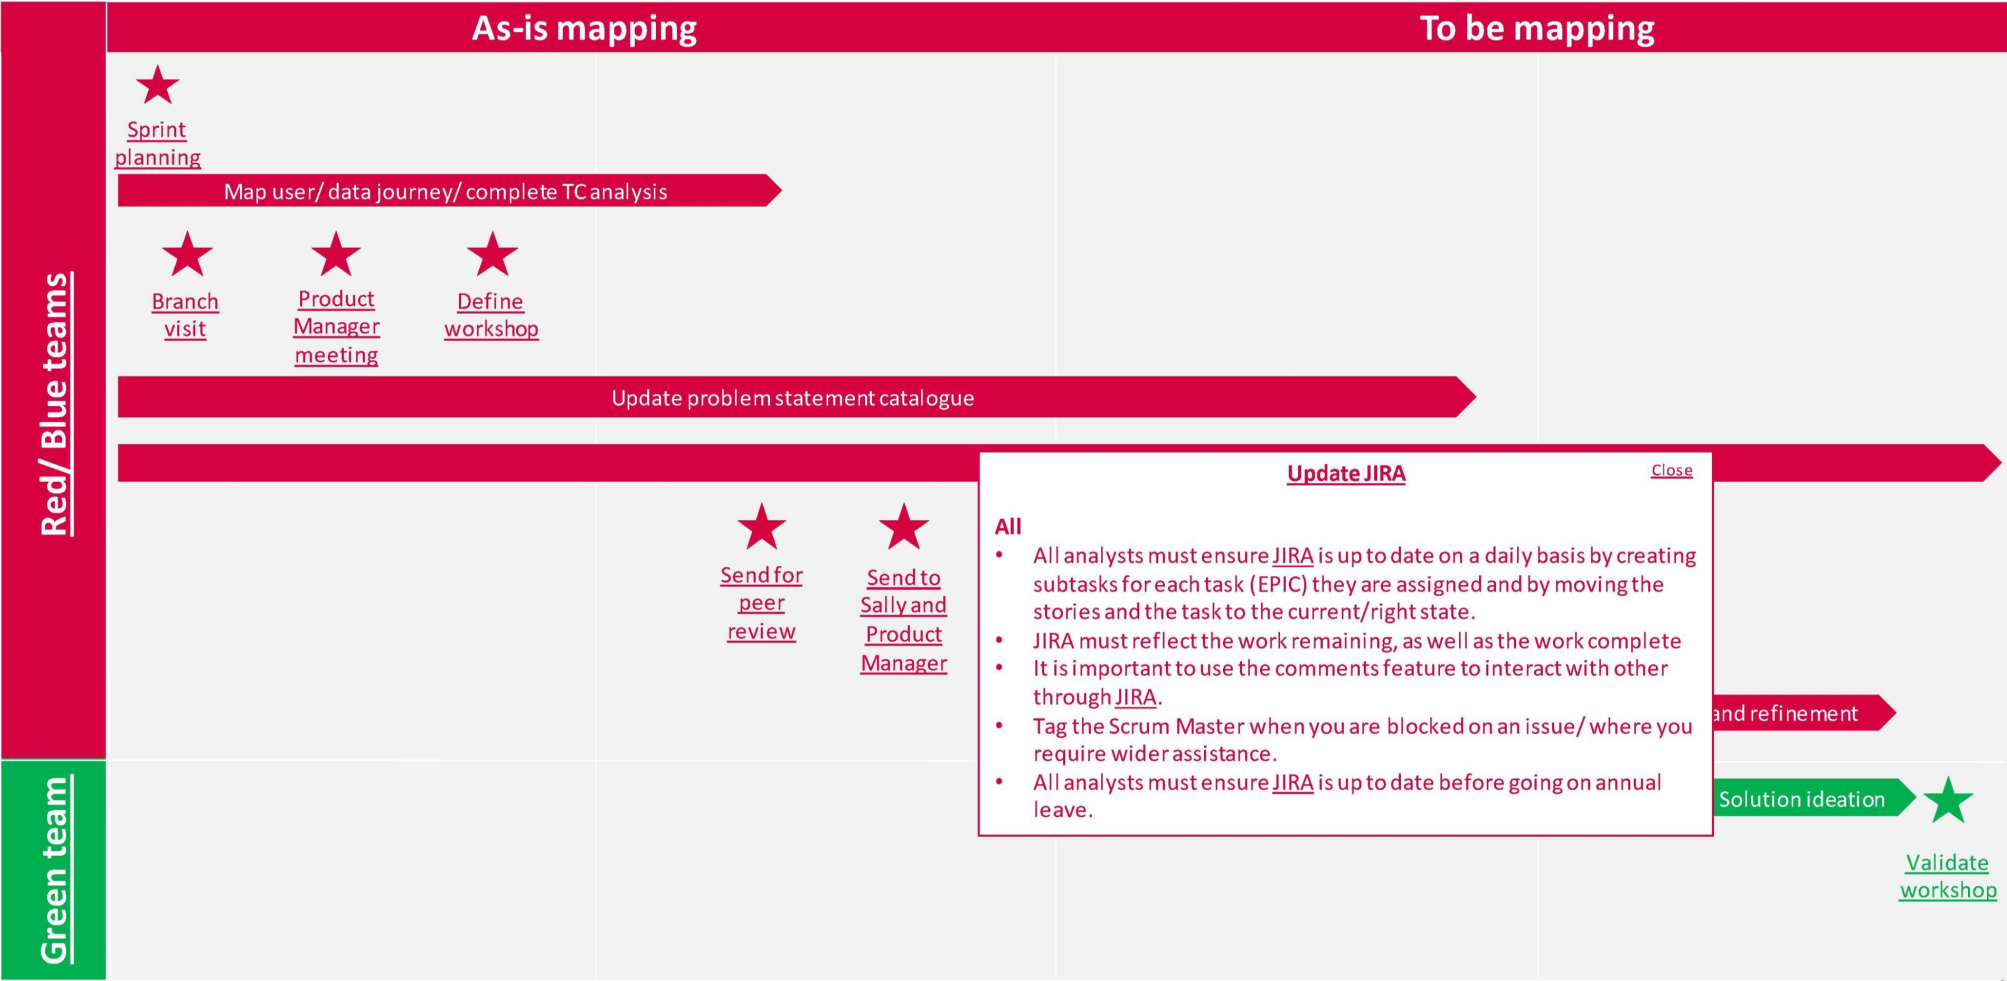 As-is mapping
To be mapping
Red/ Blue teams
Sprint
planning
Map user/ data journey/ complete TC analysis
Branch
visit
Product
Manager
meeting
Define
workshop
Update problem statement catalogue
Send for
peer
review
Send to
Sally and
Product
Manager
Update JIRA
Close
All
• All analysts must ensure JIRA is up to date on a daily basis by creating
subtasks for each task (EPIC) they are assigned and by moving the
stories and the task to the current/right state.
• JIRA must reflect the work remaining, as well as the work complete
• It is important to use the comments feature to interact with other
through JIRA.
• Tag the Scrum Master when you are blocked on an issue/ where you
require wider assistance.
• All analysts must ensure JIRA is up to date before going on annual
leave.
and refinement
Green team
Solution ideation
Validate
workshop